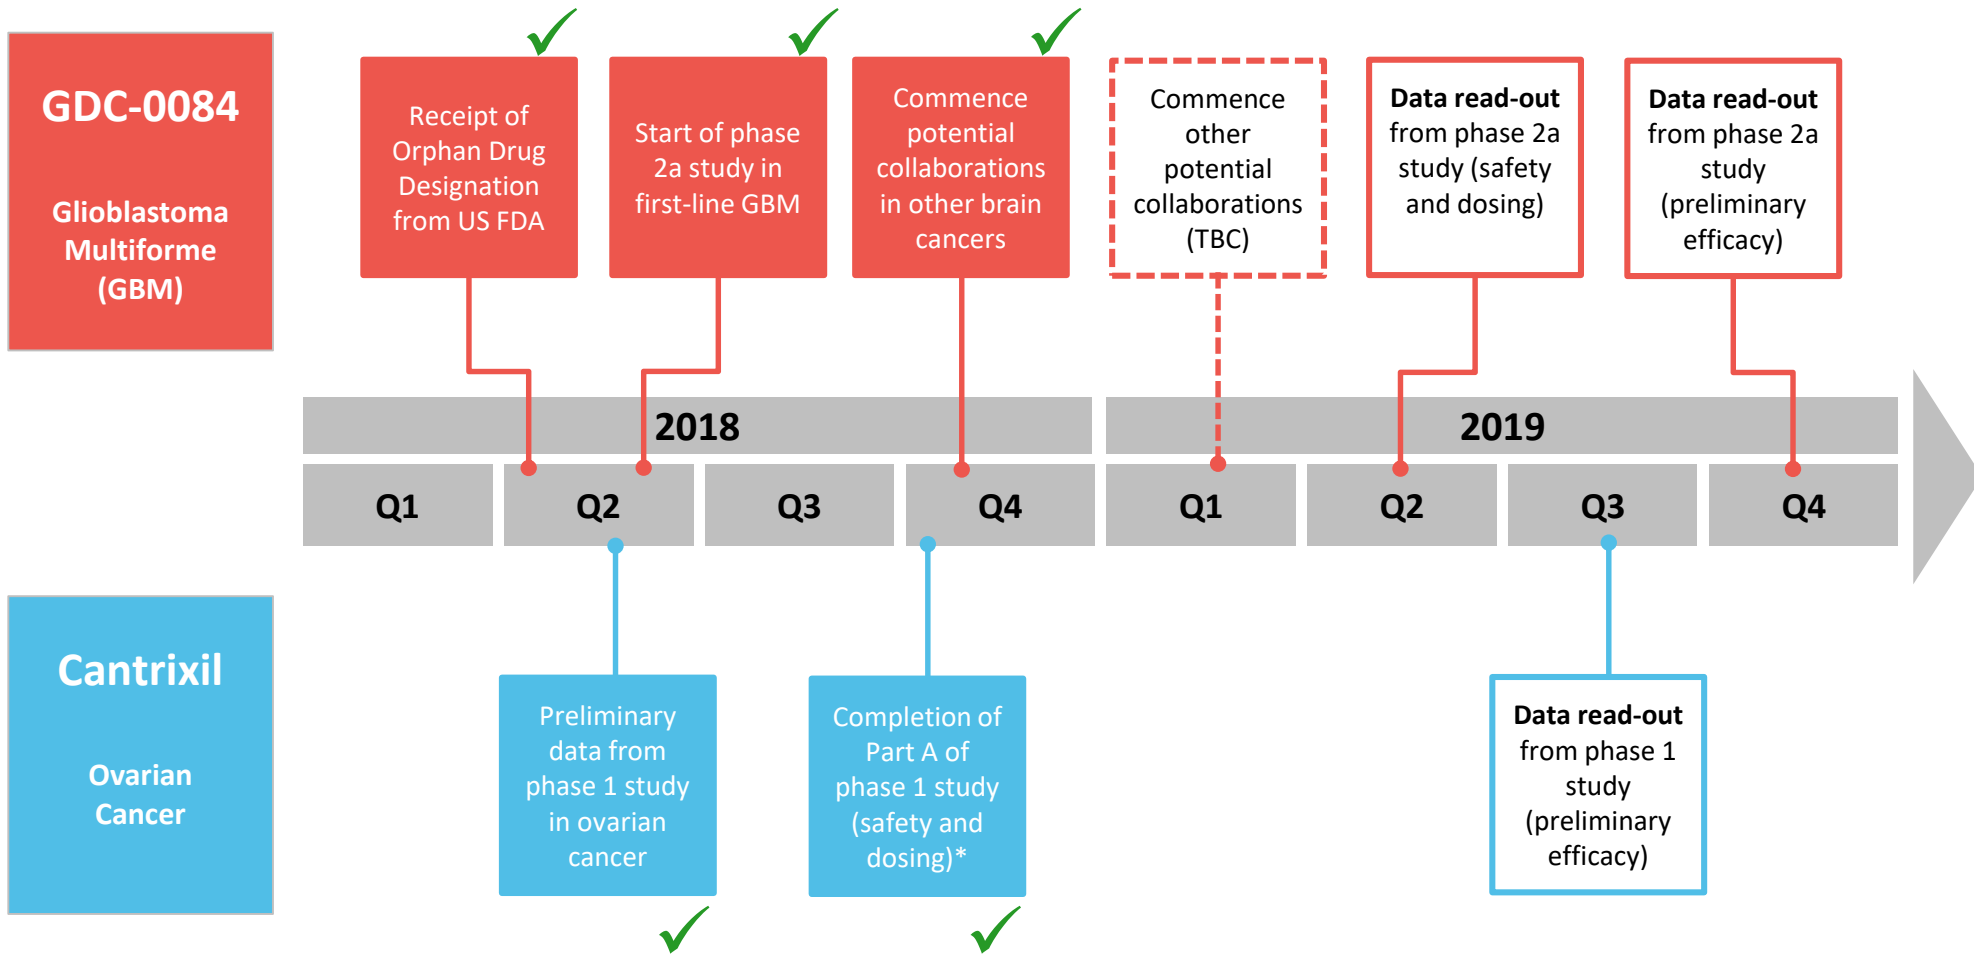 GDC-0084
Glioblastoma
Multiforme
(GBM)
Receipt of
Orphan Drug
Designation
from US FDA
Start of phase
2a study in
first-line GBM
Commence
potential
collaborations
in other brain
cancers
Commence
other
potential
collaborations
(TBC)
Data read-out
from phase 2a
study (safety
and dosing)
Data read-out
from phase 2a
study
(preliminary
efficacy)
2018
2019
Q1
Q2
Q3
Q4
Q1
Q2
Q3
Q4
Cantrixil
Ovarian
Cancer
Preliminary
data from
phase 1 study
in ovarian
cancer
Completion of
Part A of
phase 1 study
(safety and
dosing)*
Data read-out
from phase 1
study
(preliminary
efficacy)